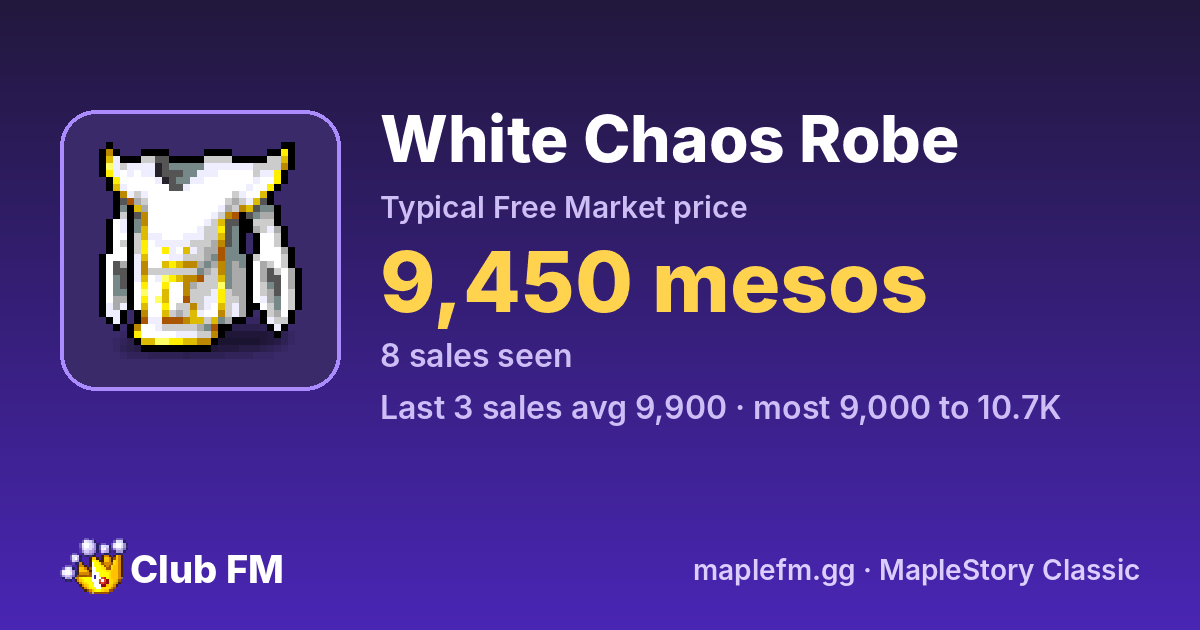 White Chaos Robe
Typical Free Market price
9,450 mesos
8 sales seen
Last 3 sales avg 9,900 · most 9,000 to 10.7K
Club FM
maplefm.gg · MapleStory Classic